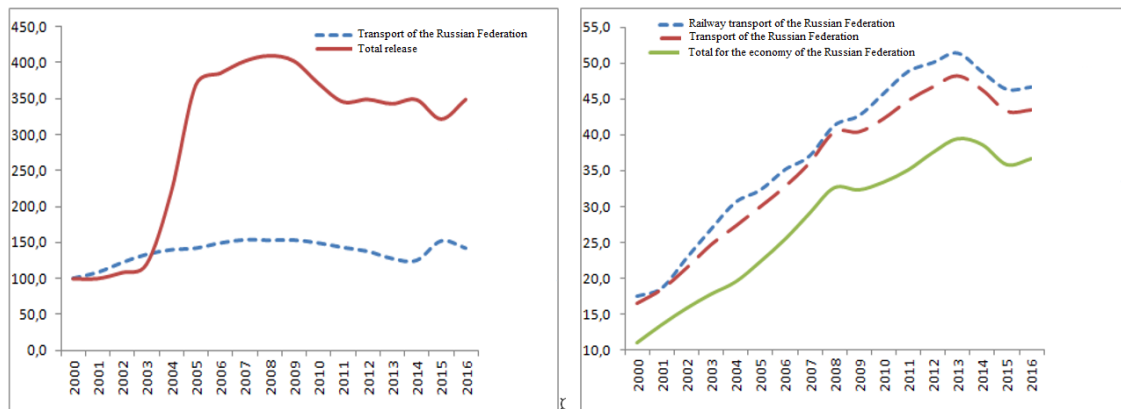 450,0
400,0
350,0
300,0
250,0
200,0
150,0
100,0
50,0
0,0
Transport of the Russian Federation
Total release
2000 2001 2002 2003 2004 2005 2006 2007 2008 2009 2010 2011 2012 2013 2014 2015 2016
ζ
55,0
50,0
45,0
40,0
35,0
30,0
25,0
20,0
15,0
10,0
Railway transport of the Russian Federation
Transport of the Russian Federation
Total for the economy of the Russian Federation
2000 2001 2002 2003 2004 2005 2006 2007 2008 2009 2010 2011 2012 2013 2014 2015 2016